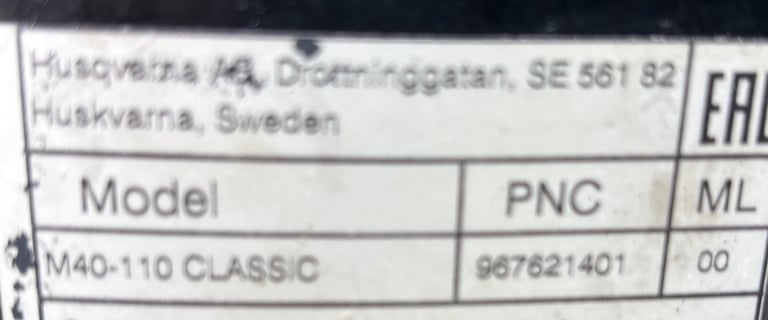 Husqvarna AB, Drottninggatan, SE 561 82
Huskvarna, Sweden
EAC
Model PNC ML
M40-110 CLASSIC 967621401 00